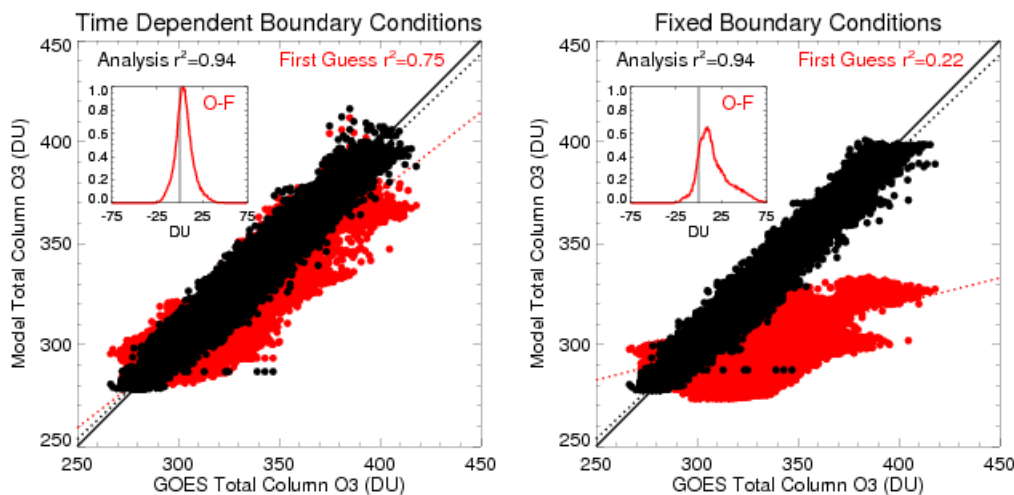 Time Dependent Boundary Conditions
450
Analysis r²=0.94 First Guess r²=0.75
1.0
O-F
0.8
0.6
0.4
0.2
0.0
-75 -25 25 75
DU
400
350
300
250
250 300 350 400 450
Model Total Column O3 (DU)
GOES Total Column O3 (DU)
Fixed Boundary Conditions
450
Analysis r²=0.94 First Guess r²=0.22
1.0
O-F
0.8
0.6
0.4
0.2
0.0
-75 -25 25 75
DU
400
350
300
250
250 300 350 400 450
Model Total Column O3 (DU)
GOES Total Column O3 (DU)